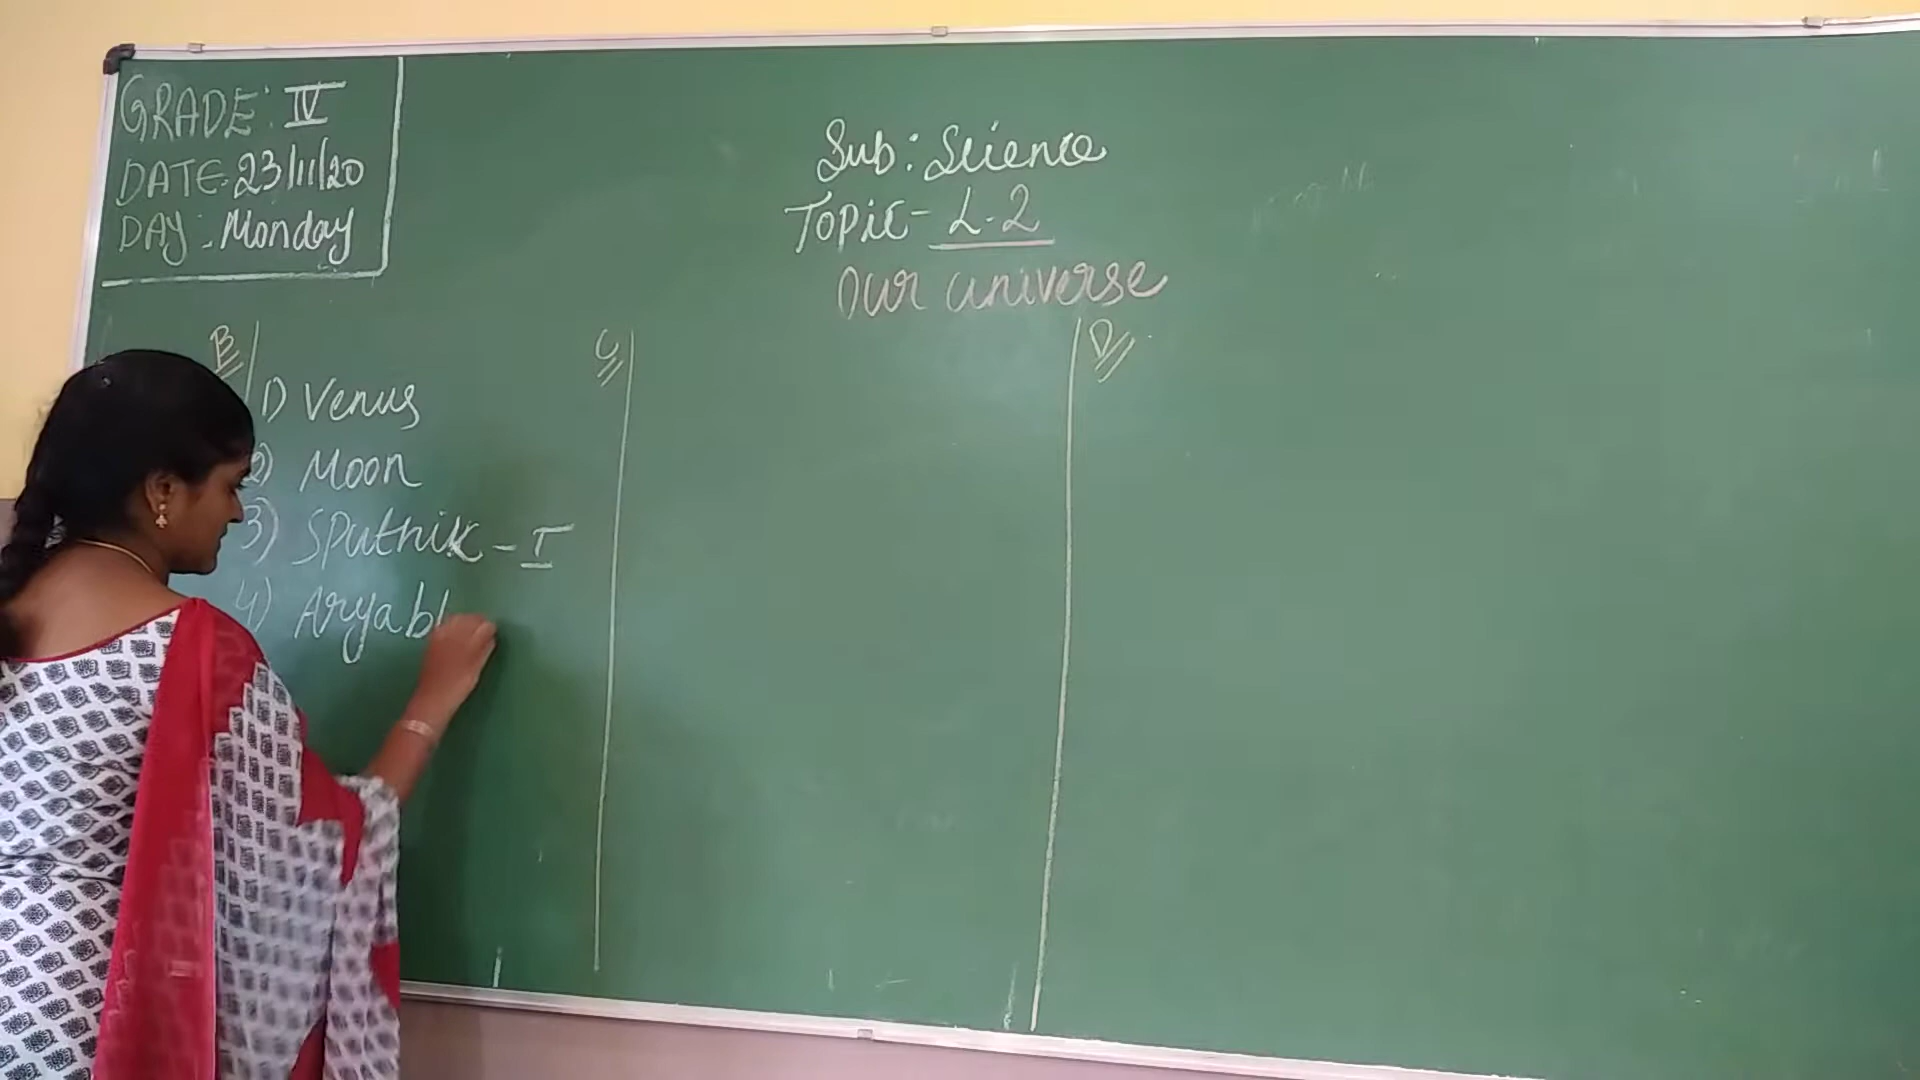 GRADE: IV
DATE: 23/11/20
DAY: Monday
Sub: Science
Topic- L-2
Our universe
B
1) Venus
2) Moon
3) Sputnik - I
4) Aryabh
C
D